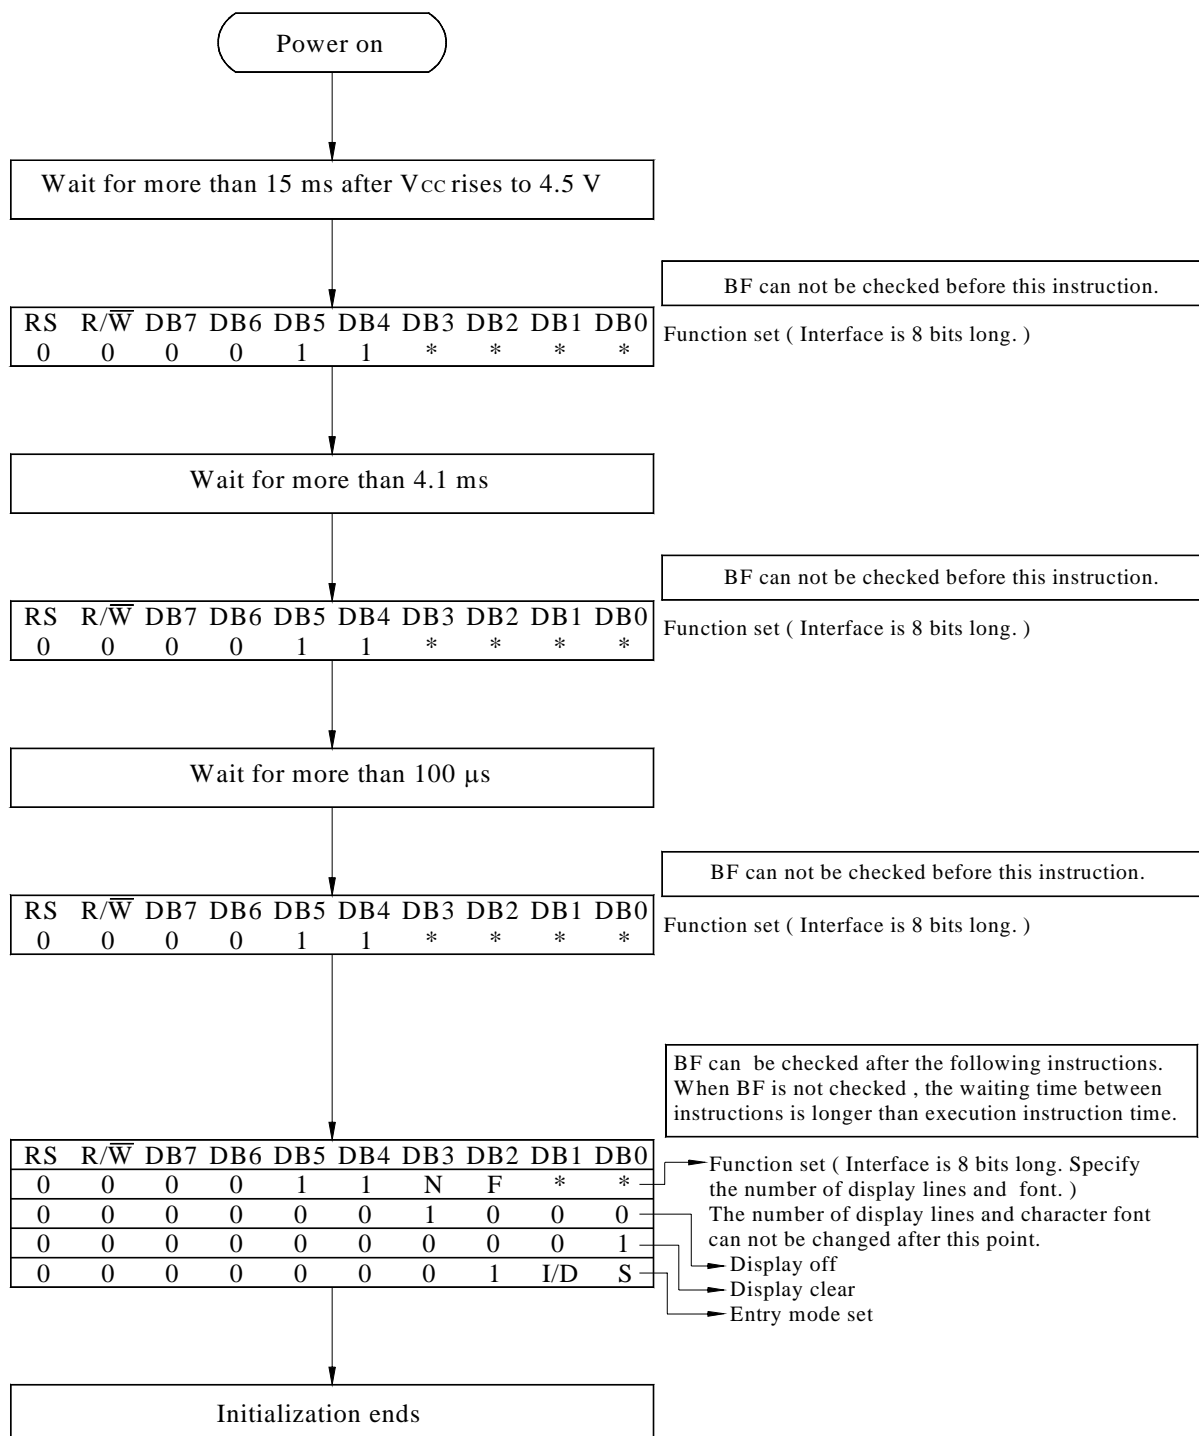 Power on
Wait for more than 15 ms after VCC rises to 4.5 V
BF can not be checked before this instruction.
RS R/W̅ DB7 DB6 DB5 DB4 DB3 DB2 DB1 DB0
0 0 0 0 1 1 * * * *
Function set ( Interface is 8 bits long. )
Wait for more than 4.1 ms
BF can not be checked before this instruction.
RS R/W̅ DB7 DB6 DB5 DB4 DB3 DB2 DB1 DB0
0 0 0 0 1 1 * * * *
Function set ( Interface is 8 bits long. )
Wait for more than 100 μs
BF can not be checked before this instruction.
RS R/W̅ DB7 DB6 DB5 DB4 DB3 DB2 DB1 DB0
0 0 0 0 1 1 * * * *
Function set ( Interface is 8 bits long. )
BF can be checked after the following instructions.
When BF is not checked , the waiting time between
instructions is longer than execution instruction time.
RS R/W̅ DB7 DB6 DB5 DB4 DB3 DB2 DB1 DB0
0 0 0 0 1 1 N F * *
0 0 0 0 0 0 1 0 0 0
0 0 0 0 0 0 0 0 0 1
0 0 0 0 0 0 0 1 I/D S
Function set ( Interface is 8 bits long. Specify
the number of display lines and font. )
The number of display lines and character font
can not be changed after this point.
Display off
Display clear
Entry mode set
Initialization ends